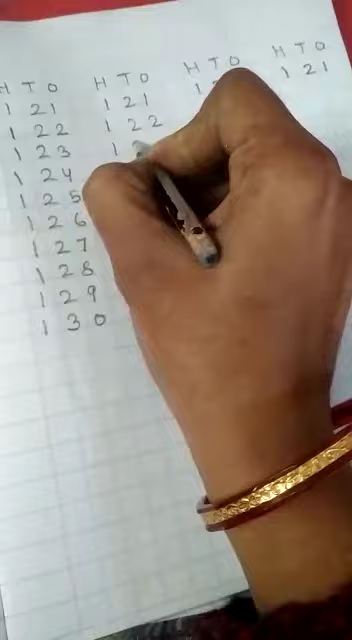 H T O H T O H T O H T O
1 2 1 1 2 1 1 1 2 1
1 2 2 1 2 2
1 2 3 1
1 2 4
1 2 5
1 2 6
1 2 7
1 2 8
1 2 9
1 3 0